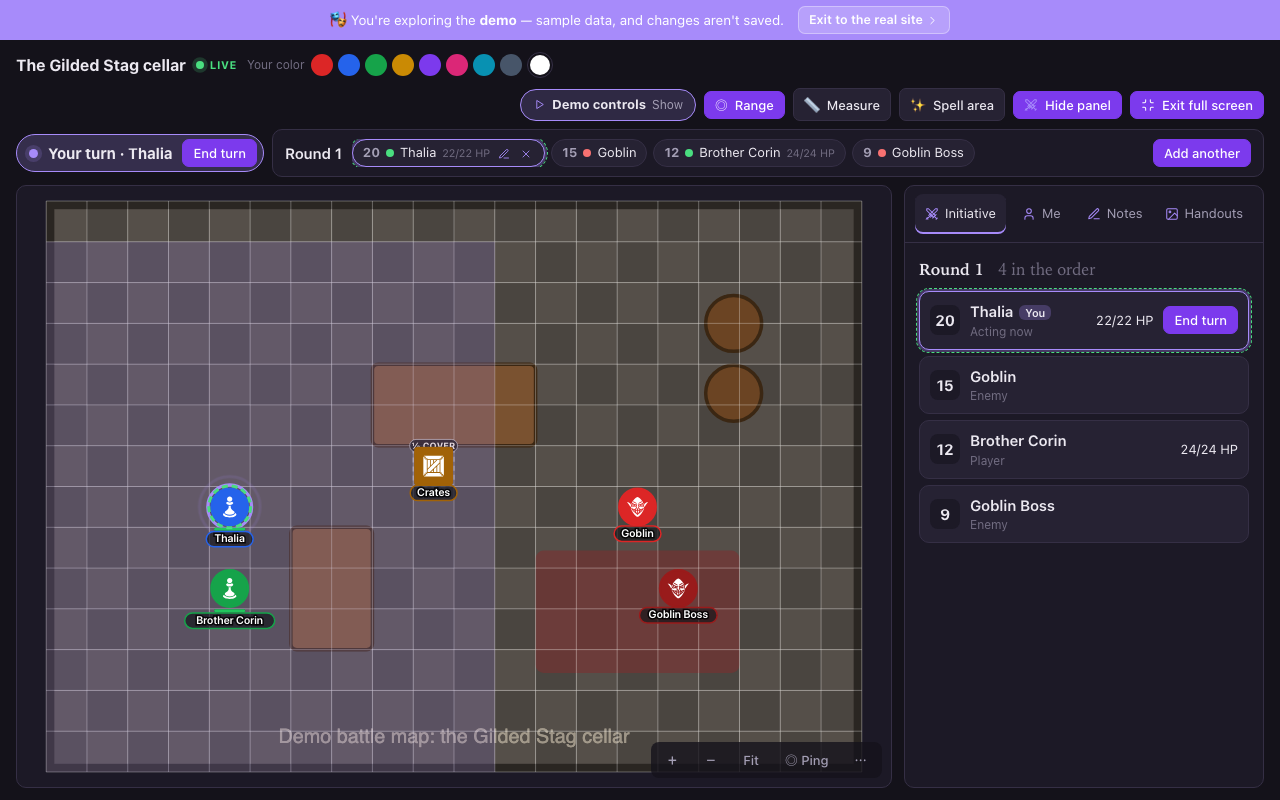 You're exploring the demo — sample data, and changes aren't saved. Exit to the real site
The Gilded Stag cellar LIVE Your color
Demo controls Show Range Measure Spell area Hide panel Exit full screen
Your turn · Thalia End turn
Round 1 20 Thalia 22/22 HP 15 Goblin 12 Brother Corin 24/24 HP 9 Goblin Boss Add another
½ COVER
Crates
Thalia
Goblin
Brother Corin
Goblin Boss
Demo battle map: the Gilded Stag cellar
+ − Fit Ping ···
Initiative Me Notes Handouts
Round 1 4 in the order
20 Thalia You 22/22 HP End turn
Acting now
15 Goblin
Enemy
12 Brother Corin 24/24 HP
Player
9 Goblin Boss
Enemy